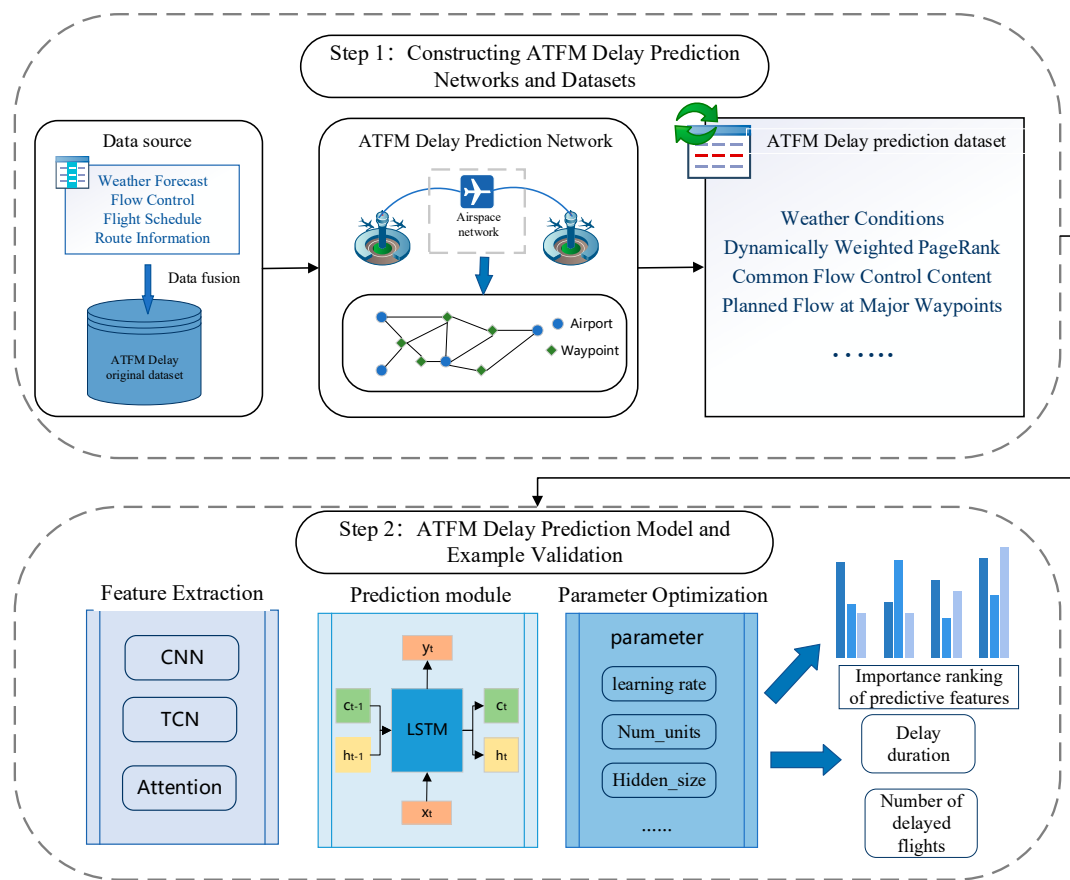 Step 1：Constructing ATFM Delay Prediction
Networks and Datasets
Data source
Weather Forecast
Flow Control
Flight Schedule
Route Information
Data fusion
ATFM Delay
original dataset
ATFM Delay Prediction Network
Airspace
network
Airport
Waypoint
ATFM Delay prediction dataset
Weather Conditions
Dynamically Weighted PageRank
Common Flow Control Content
Planned Flow at Major Waypoints
……
Step 2：ATFM Delay Prediction Model and
Example Validation
Feature Extraction
CNN
TCN
Attention
Prediction module
yt
Ct-1
LSTM
Ct
ht-1
ht
xt
Parameter Optimization
parameter
learning rate
Num_units
Hidden_size
......
Importance ranking
of predictive features
Delay
duration
Number of
delayed
flights